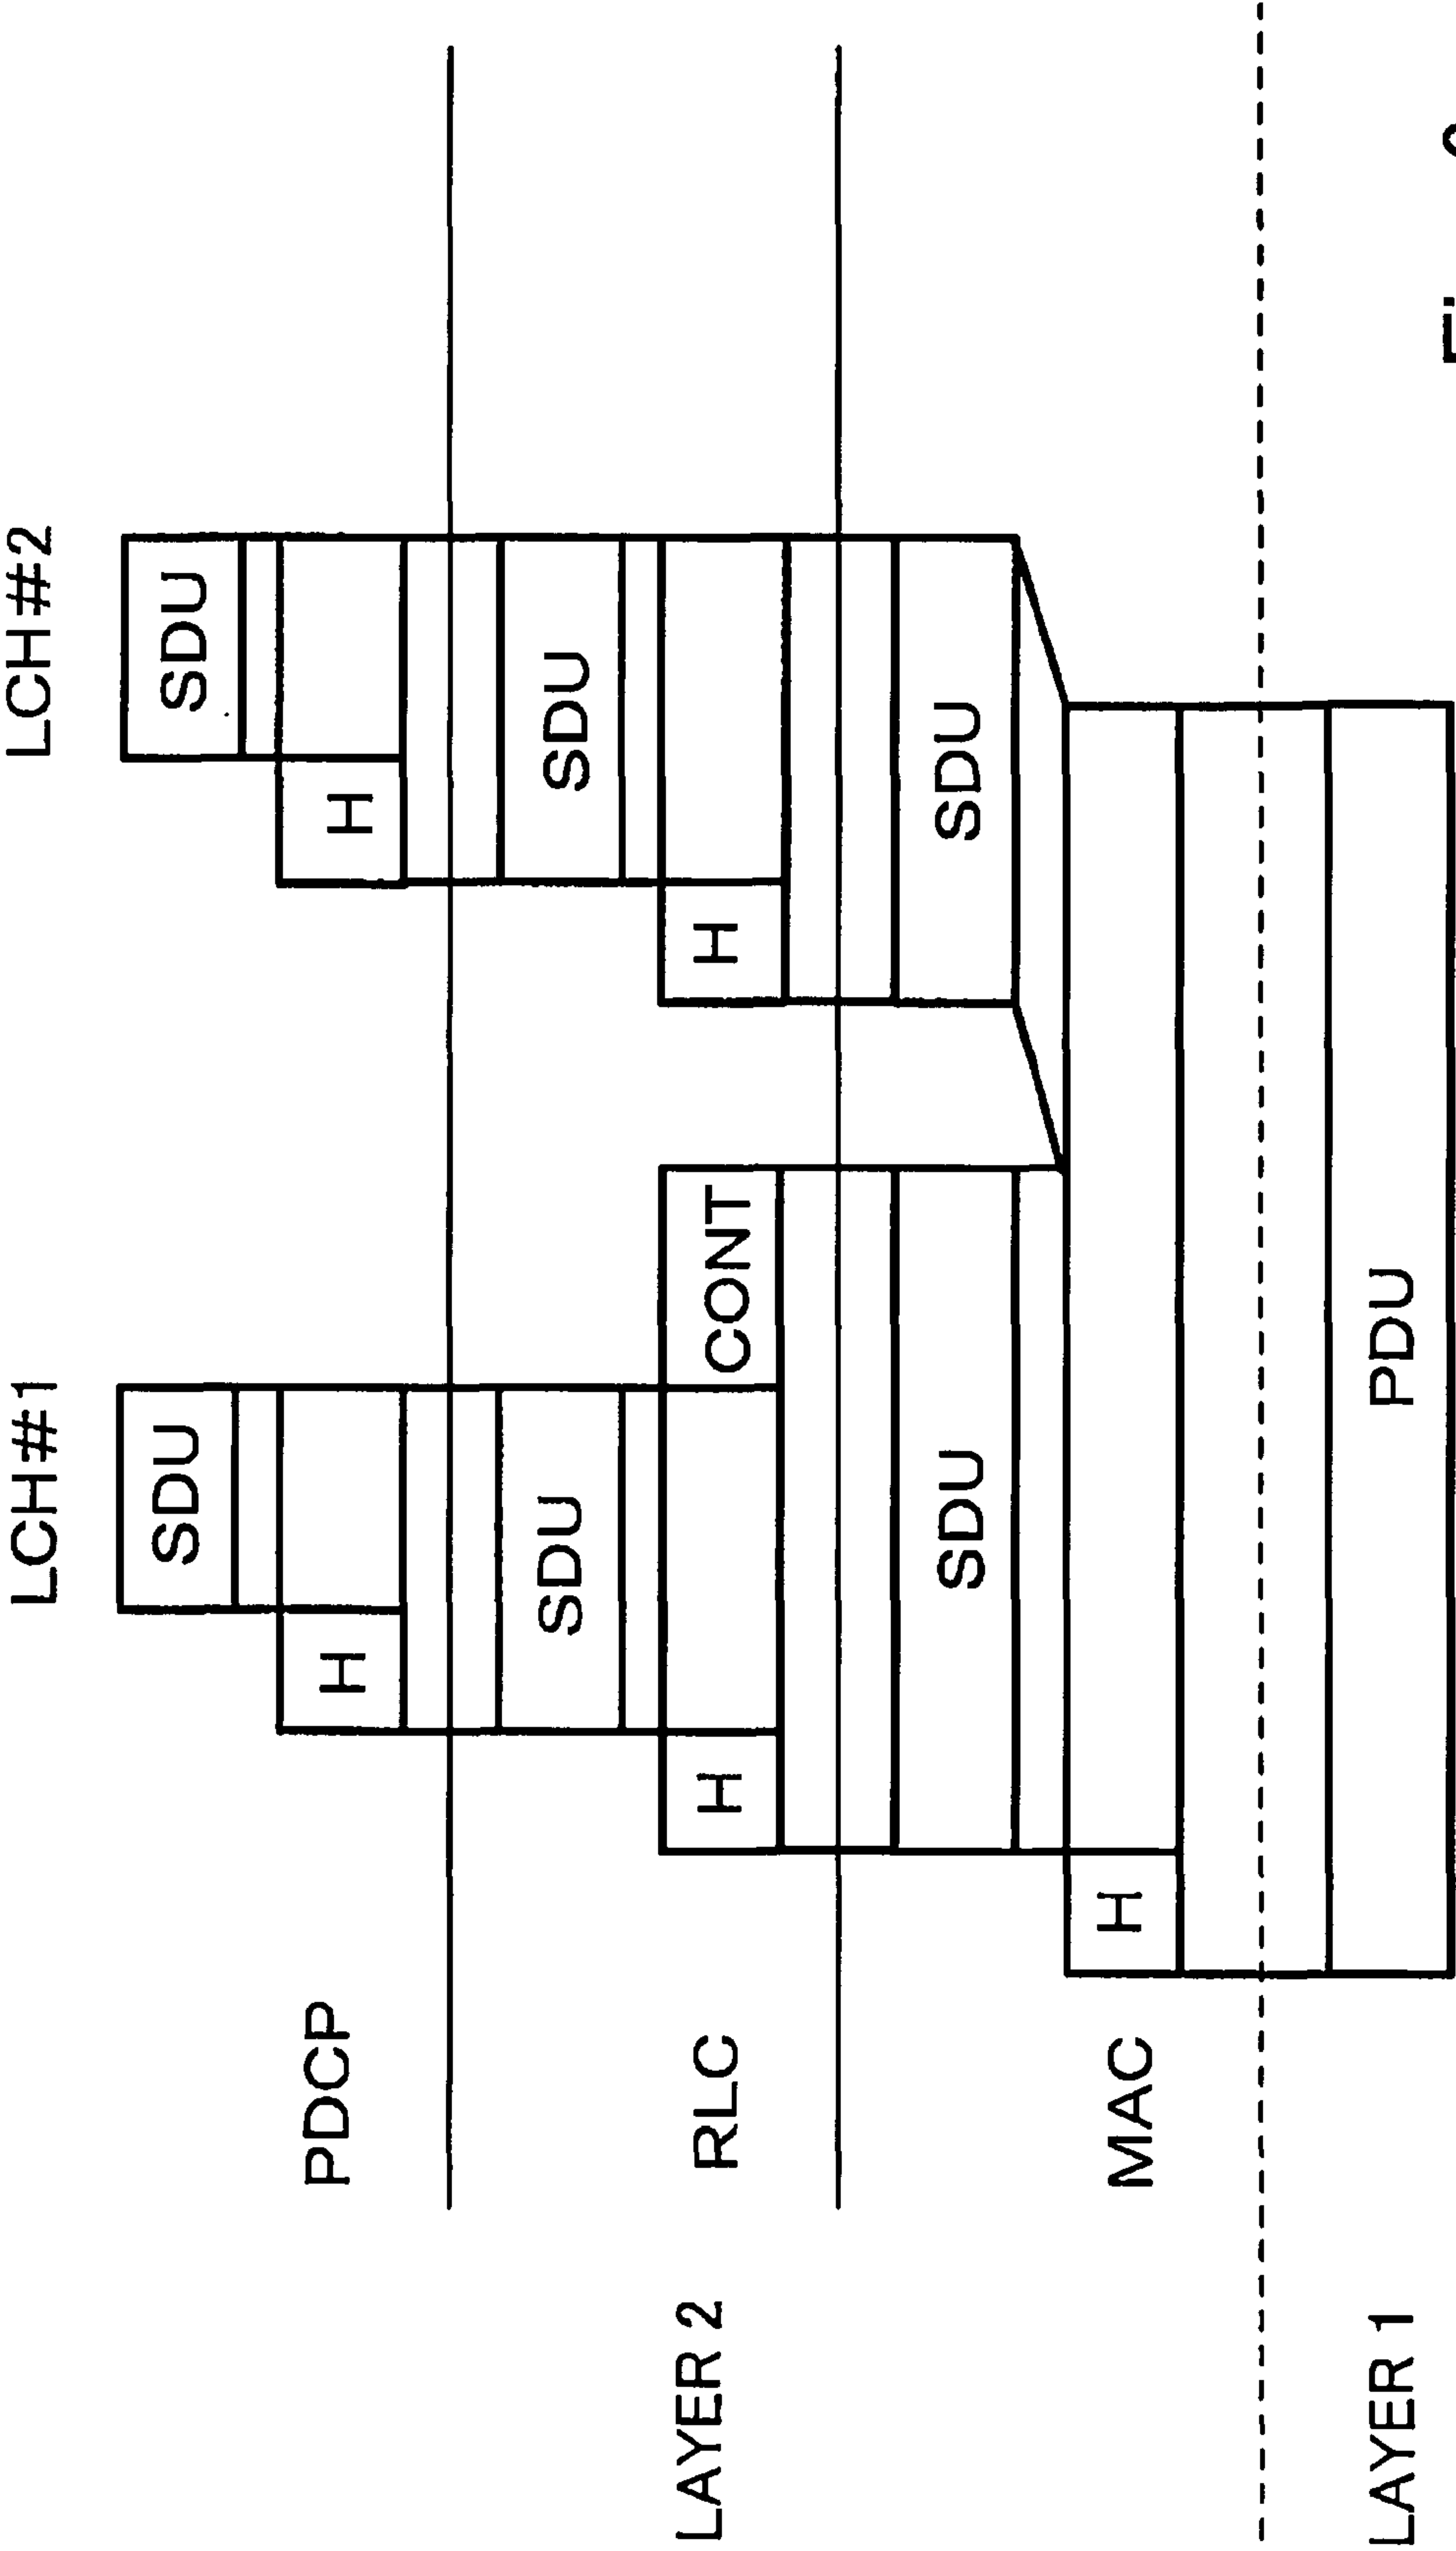 LCH#1
LCH#2
SDU
SDU
PDCP
H
H
SDU
SDU
LAYER 2
RLC
H
CONT
H
SDU
SDU
MAC
H
LAYER 1
PDU